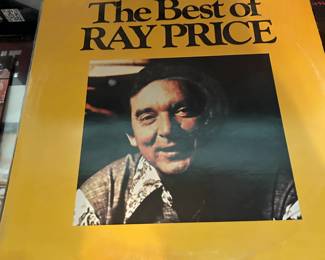 The Best of
RAY PRICE